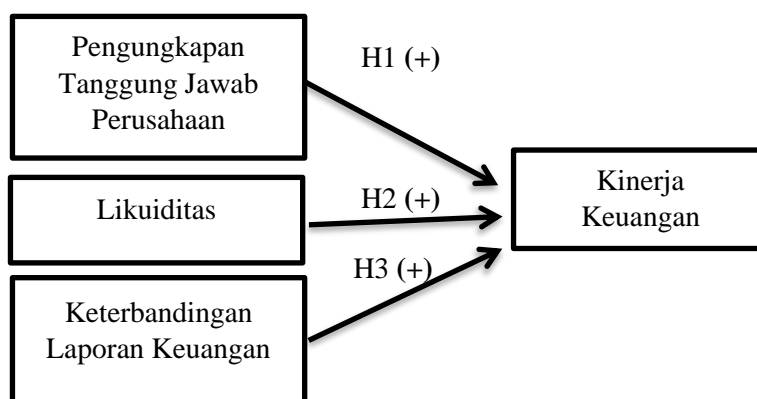 Pengungkapan
Tanggung Jawab
Perusahaan
H1 (+)
Likuiditas
H2 (+)
Kinerja
Keuangan
H3 (+)
Keterbandingan
Laporan Keuangan